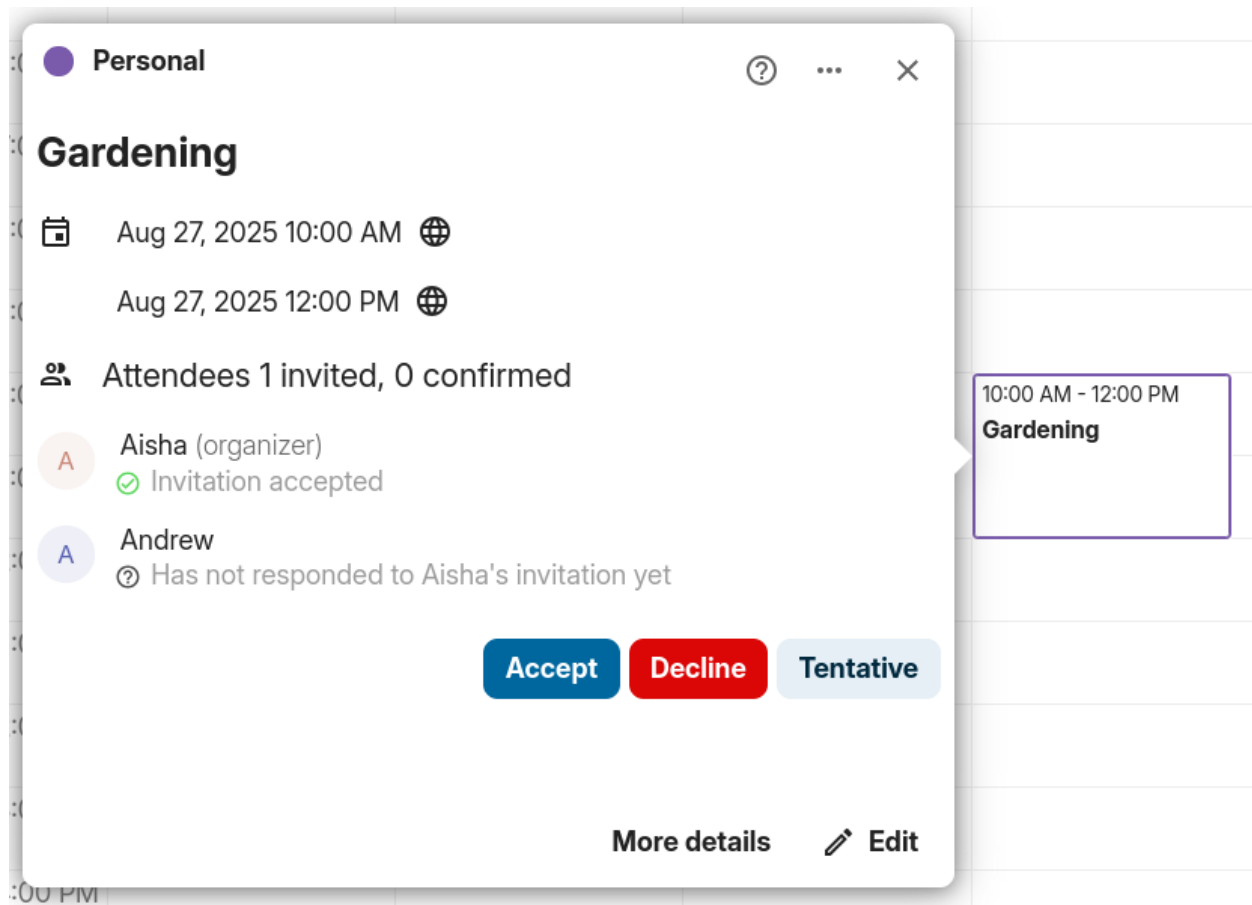 Personal
Gardening
Aug 27, 2025 10:00 AM
Aug 27, 2025 12:00 PM
Attendees 1 invited, 0 confirmed
A
Aisha (organizer)
Invitation accepted
A
Andrew
Has not responded to Aisha's invitation yet
Accept Decline Tentative
More details Edit
10:00 AM - 12:00 PM
Gardening
:00 PM